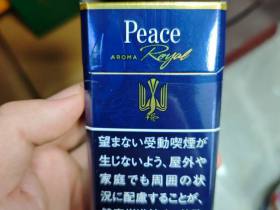 Peace
AROMA Royal
望まない受動喫煙が
生じないよう、屋外や
家庭でも周囲の状
況に配慮することが、